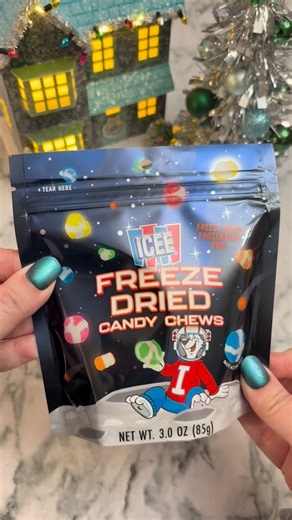 TEAR HERE
ICEE
FREEZE
DRIED
CANDY CHEWS
I
NET WT. 3.0 OZ (85g)